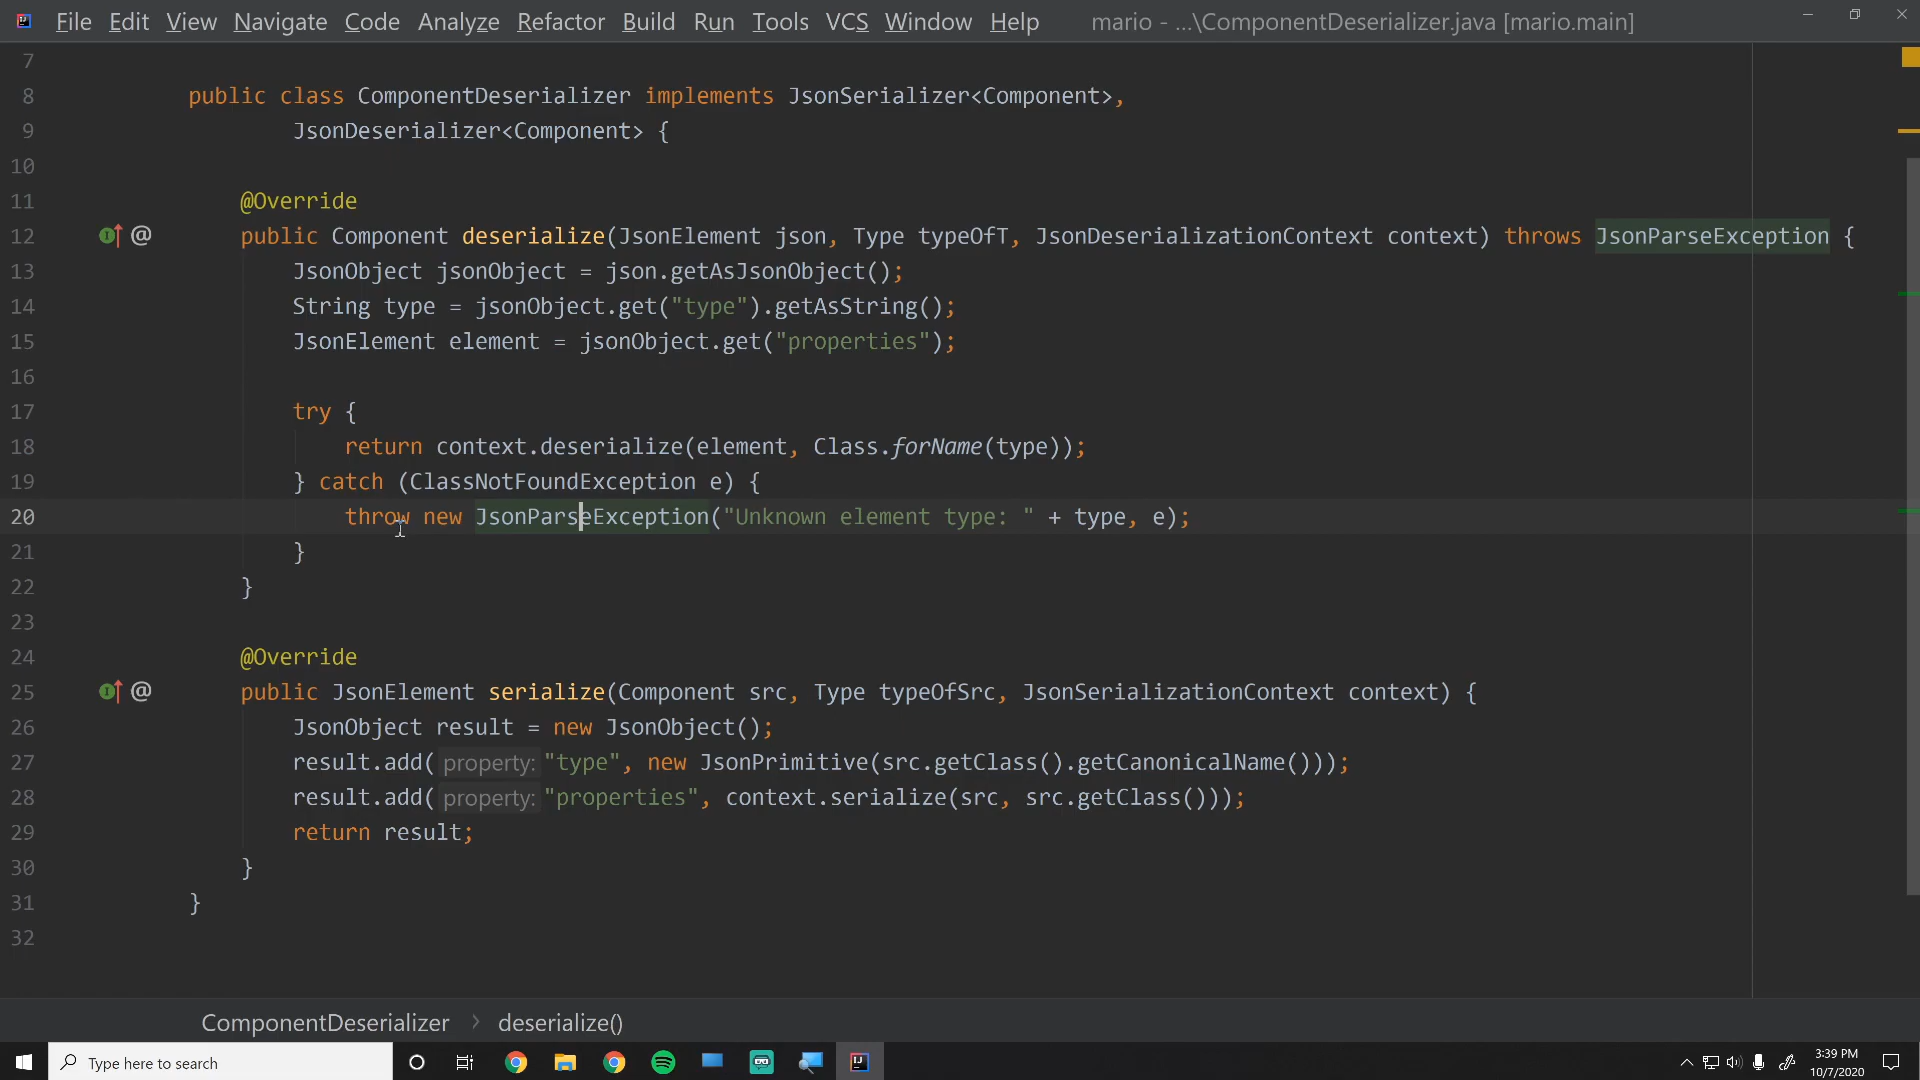 File Edit View Navigate Code Analyze Refactor Build Run Tools VCS Window Help mario - ...\ComponentDeserializer.java [mario.main]
7
8 public class ComponentDeserializer implements JsonSerializer<Component>,
9 JsonDeserializer<Component> {
10
11 @Override
12 @ public Component deserialize(JsonElement json, Type typeOfT, JsonDeserializationContext context) throws JsonParseException {
13 JsonObject jsonObject = json.getAsJsonObject();
14 String type = jsonObject.get("type").getAsString();
15 JsonElement element = jsonObject.get("properties");
16
17 try {
18 return context.deserialize(element, Class.forName(type));
19 } catch (ClassNotFoundException e) {
20 throw new JsonParseException("Unknown element type: " + type, e);
21 }
22 }
23
24 @Override
25 @ public JsonElement serialize(Component src, Type typeOfSrc, JsonSerializationContext context) {
26 JsonObject result = new JsonObject();
27 result.add( property: "type", new JsonPrimitive(src.getClass().getCanonicalName()));
28 result.add( property: "properties", context.serialize(src, src.getClass()));
29 return result;
30 }
31 }
32
ComponentDeserializer > deserialize()
Type here to search
3:39 PM
10/7/2020